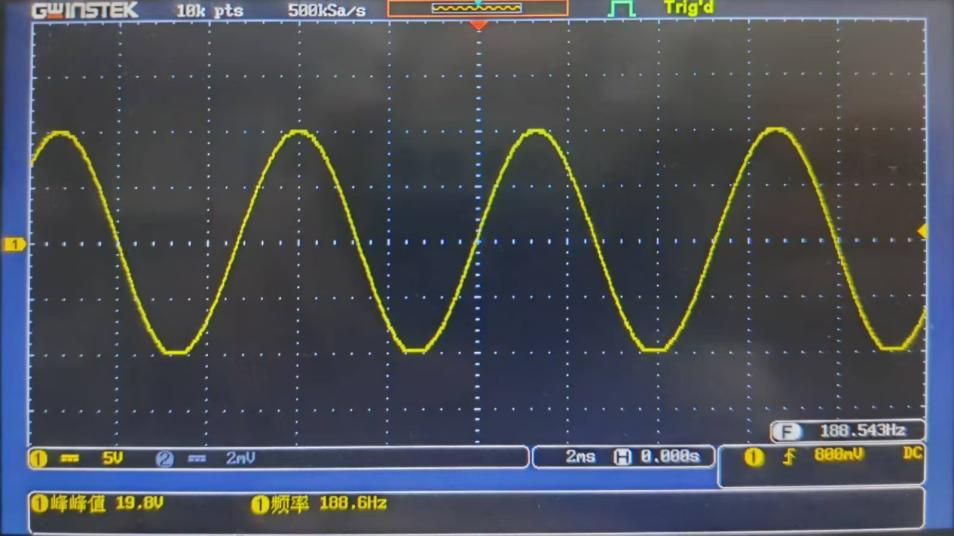 GWINSTEK 10k pts 500kSa/s Trig'd
1
F 188.543Hz
1 5V 2 2mV 2ms H 0.000s 1 800mV DC
1峰峰值 19.8V 1频率 188.6Hz